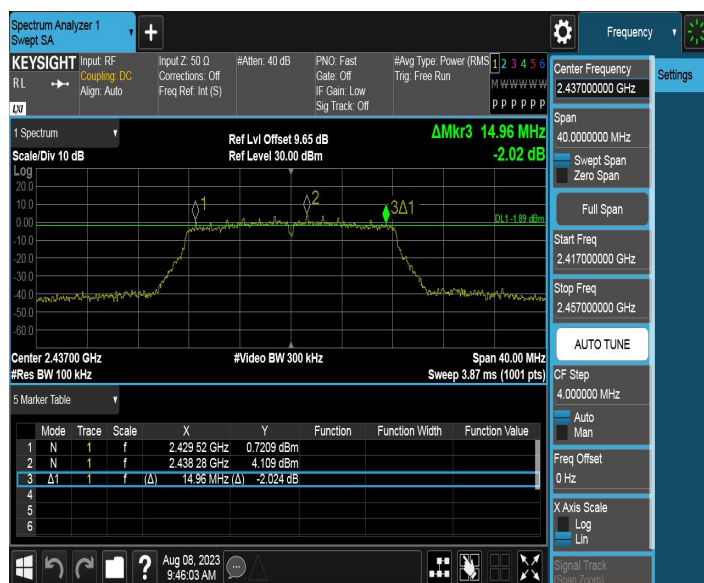 Spectrum Analyzer 1
Swept SA
+
Frequency
KEYSIGHT
RL
LXI
Input: RF
Coupling: DC
Align: Auto
Input Z: 50 Ω
Corrections: Off
Freq Ref: Int (S)
#Atten: 40 dB
PNO: Fast
Gate: Off
IF Gain: Low
Sig Track: Off
#Avg Type: Power (RMS
Trig: Free Run
1 2 3 4 5 6
M W W W W W
P P P P P P
1 Spectrum
Scale/Div 10 dB
Ref Lvl Offset 9.65 dB
Ref Level 30.00 dBm
ΔMkr3 14.96 MHz
-2.02 dB
Log
20.0
10.0
0.00
-10.0
-20.0
-30.0
-40.0
-50.0
-60.0
1
2
3Δ1
DL1 -1.89 dBm
Center 2.43700 GHz
#Res BW 100 kHz
#Video BW 300 kHz
Span 40.00 MHz
Sweep 3.87 ms (1001 pts)
5 Marker Table
Mode Trace Scale X Y Function Function Width Function Value
1 N 1 f 2.429 52 GHz 0.7209 dBm
2 N 1 f 2.438 28 GHz 4.109 dBm
3 Δ1 1 f (Δ) 14.96 MHz (Δ) -2.024 dB
4
5
6
?
Aug 08, 2023
9:46:03 AM
Settings
Center Frequency
2.437000000 GHz
Span
40.0000000 MHz
Swept Span
Zero Span
Full Span
Start Freq
2.417000000 GHz
Stop Freq
2.457000000 GHz
AUTO TUNE
CF Step
4.000000 MHz
Auto
Man
Freq Offset
0 Hz
X Axis Scale
Log
Lin
Signal Track
(Span Zoom)